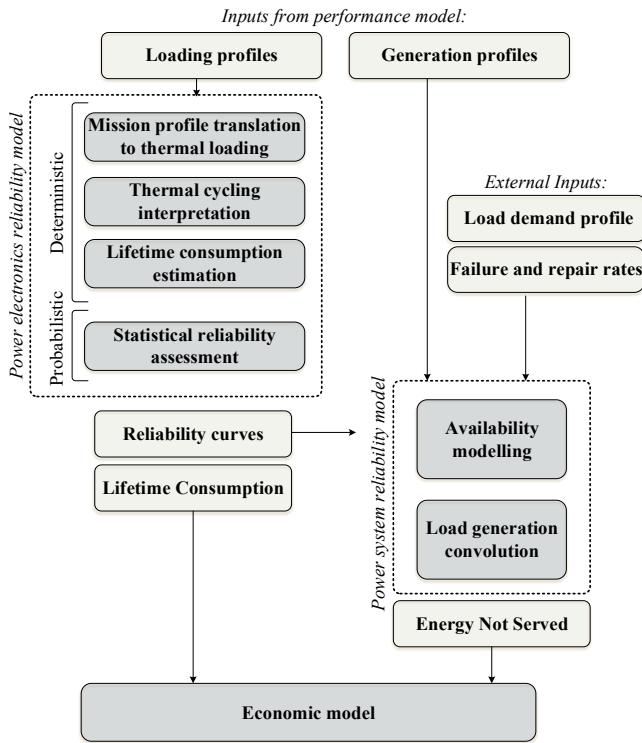 Inputs from performance model:
Loading profiles
Generation profiles
Power electronics reliability model
Deterministic
Mission profile translation
to thermal loading
Thermal cycling
interpretation
Lifetime consumption
estimation
Probabilistic
Statistical reliability
assessment
External Inputs:
Load demand profile
Failure and repair rates
Reliability curves
Lifetime Consumption
Power system reliability model
Availability
modelling
Load generation
convolution
Energy Not Served
Economic model